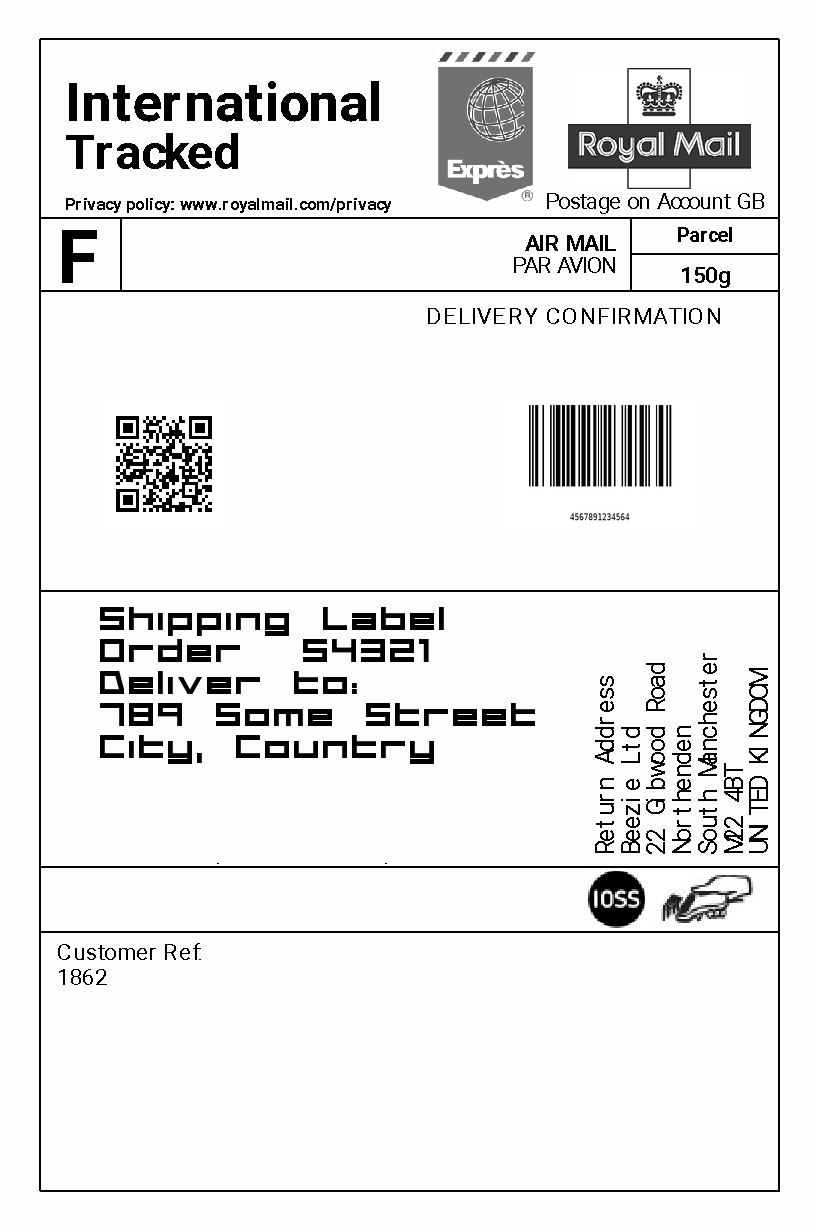 International
Tracked
Privacy policy: www.royalmail.com/privacy
Exprès
®
Royal Mail
Postage on Account GB
F
AIR MAIL
PAR AVION
Parcel
150g
DELIVERY CONFIRMATION
4567891234564
Shipping Label
Order 54321
Deliver to:
789 Some Street
City, Country
Return Address
Beezie Ltd
22 Gibwood Road
Northenden
South Manchester
M22 4BT
UNITED KINGDOM
IOSS
Customer Ref:
1862